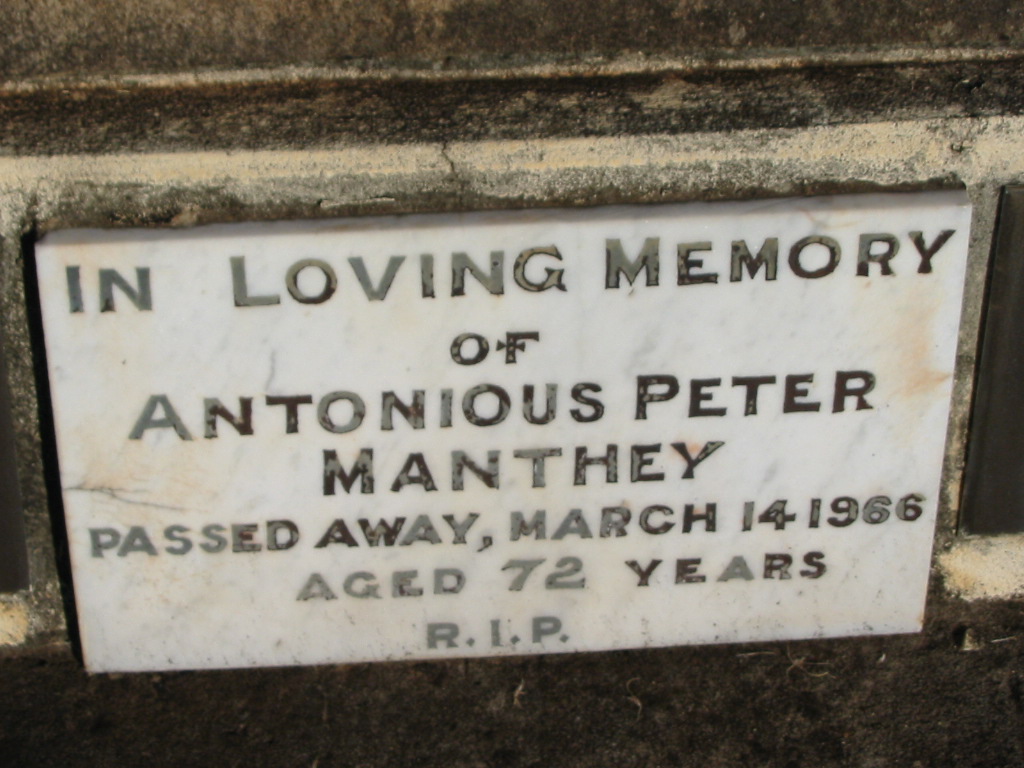 IN LOVING MEMORY
OF
ANTONIOUS PETER
MANTHEY
PASSED AWAY, MARCH 14-1966
AGED 72 YEARS
R.I.P.